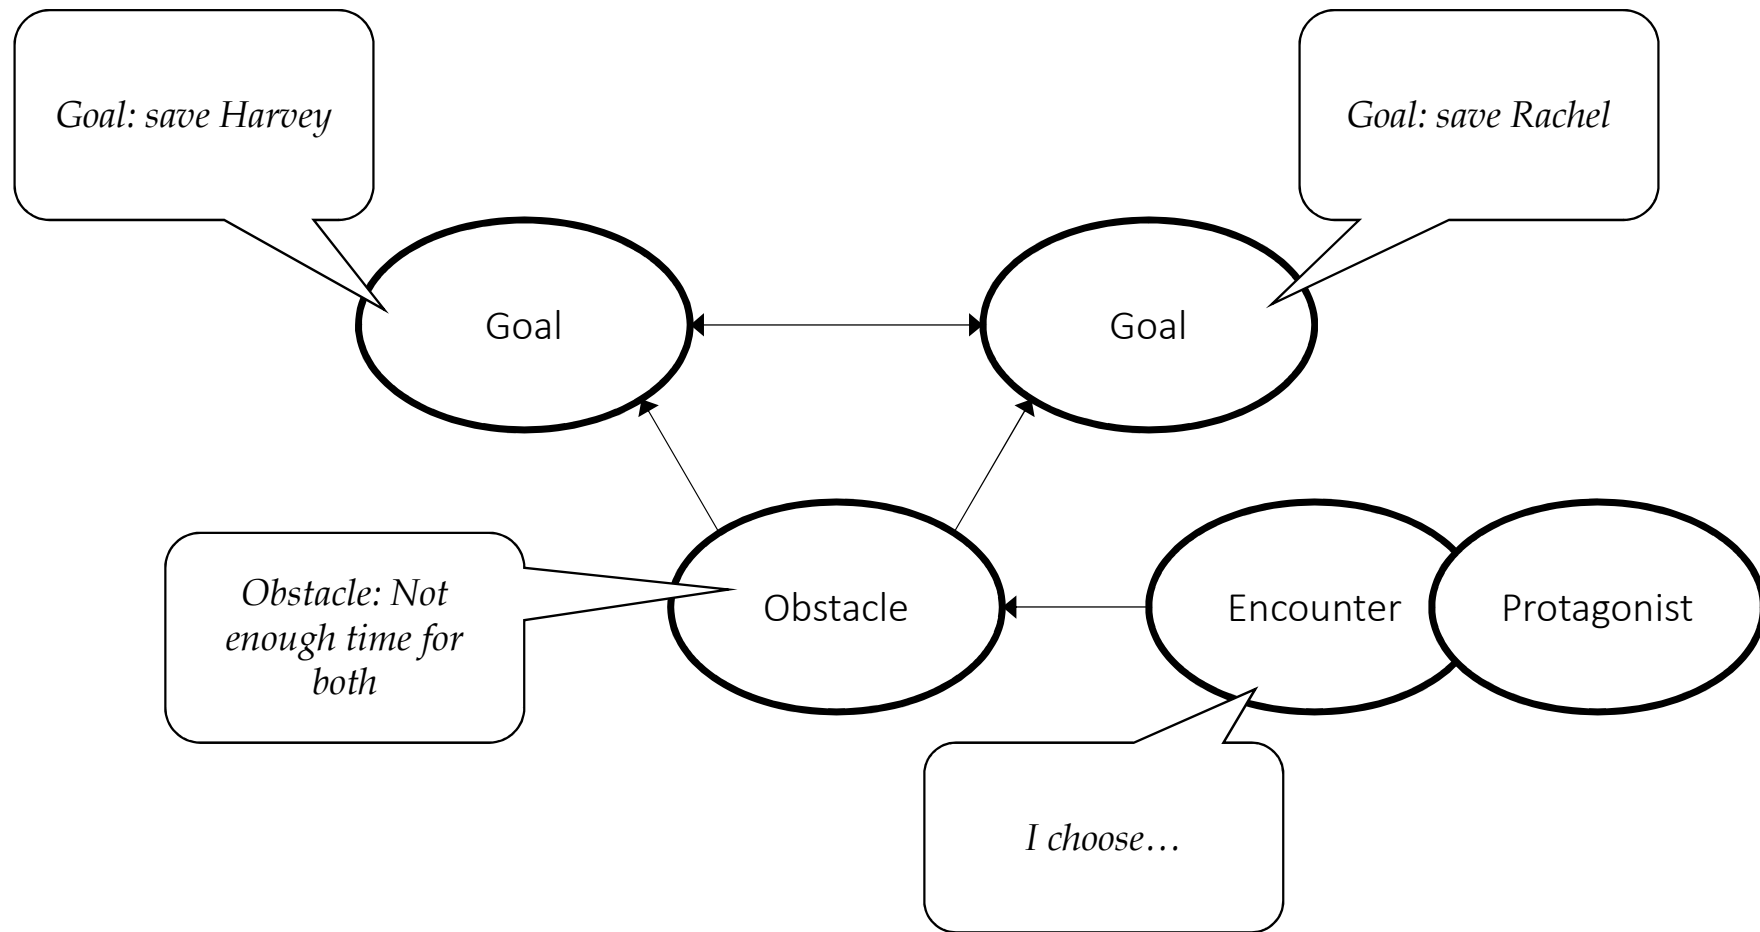 Goal: save Harvey
Goal: save Rachel
Goal
Goal
Obstacle: Not
enough time for
both
Obstacle
Encounter
Protagonist
I choose…